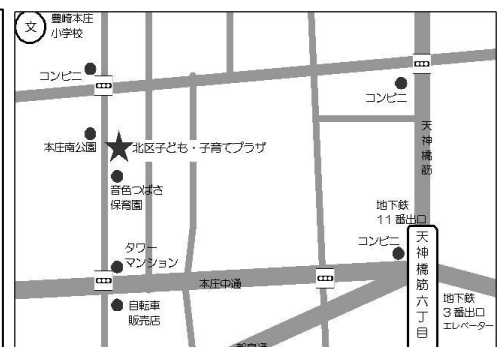 文
豊崎本庄
小学校
コンビニ
コンビニ
本庄南公園
北区子ども・子育てプラザ
天神橋筋
音色つばさ
保育園
地下鉄
11番出口
コンビニ
タワー
マンション
本庄中通
天神橋筋六丁目
自転車
販売店
地下鉄
3番出口
エレベーター